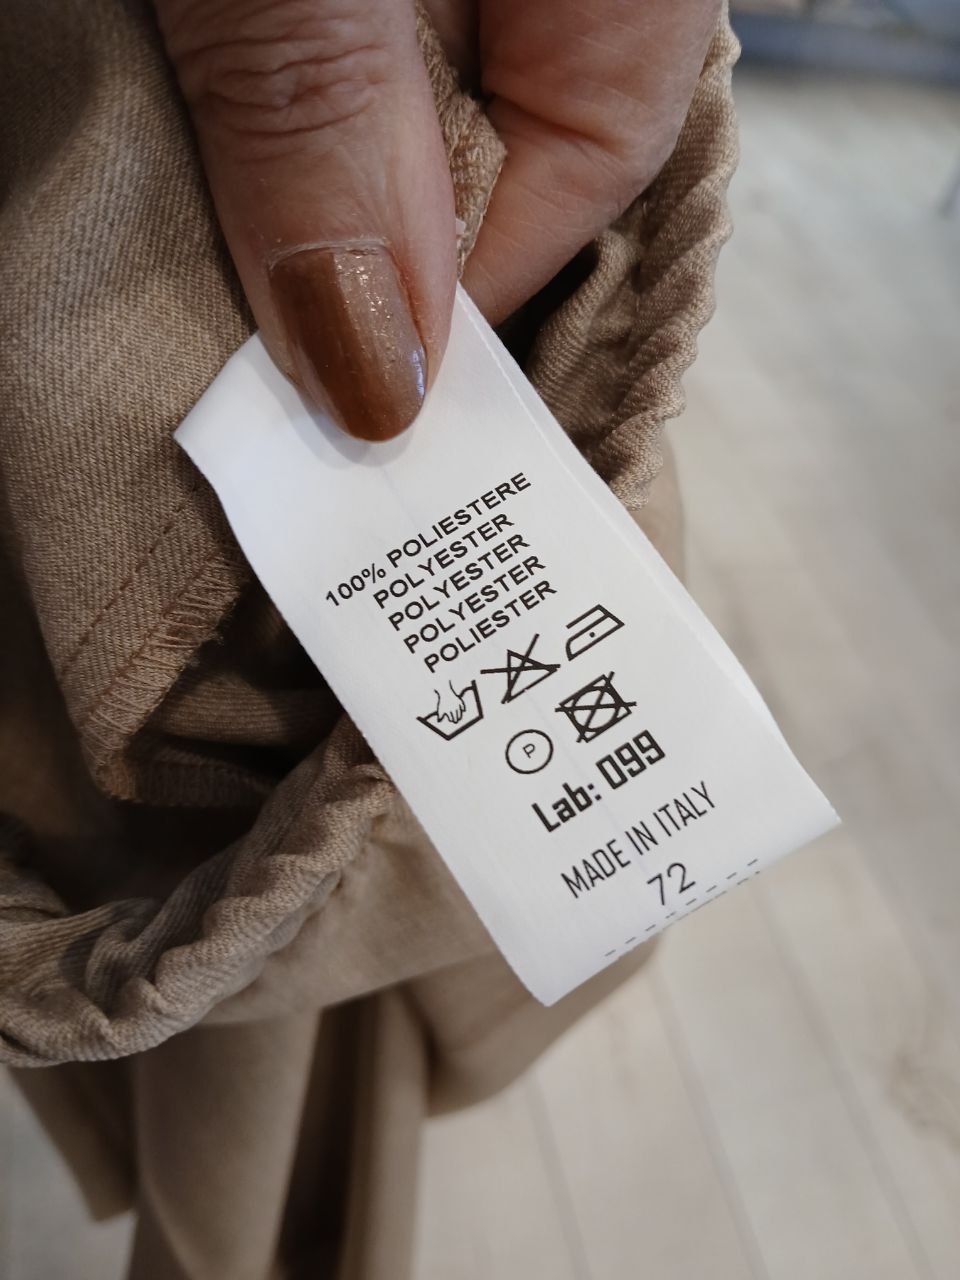 100% POLIESTERE
POLYESTER
POLYESTER
POLYESTER
POLIESTER
P
Lab: 099
MADE IN ITALY
72